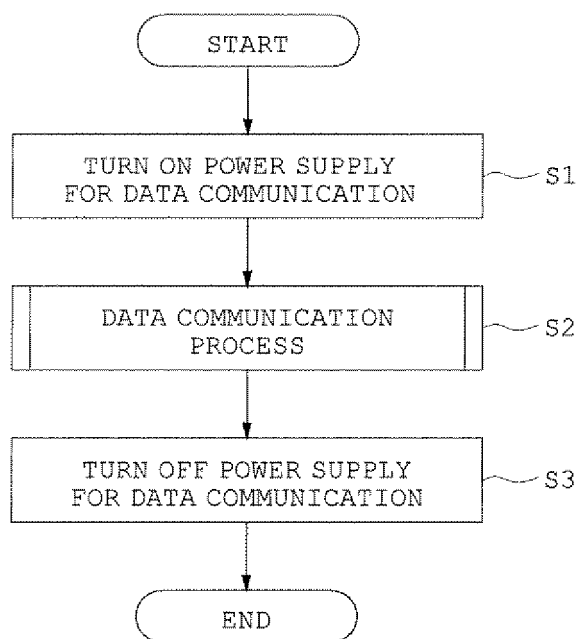 START
TURN ON POWER SUPPLY
FOR DATA COMMUNICATION
S1
DATA COMMUNICATION
PROCESS
S2
TURN OFF POWER SUPPLY
FOR DATA COMMUNICATION
S3
END